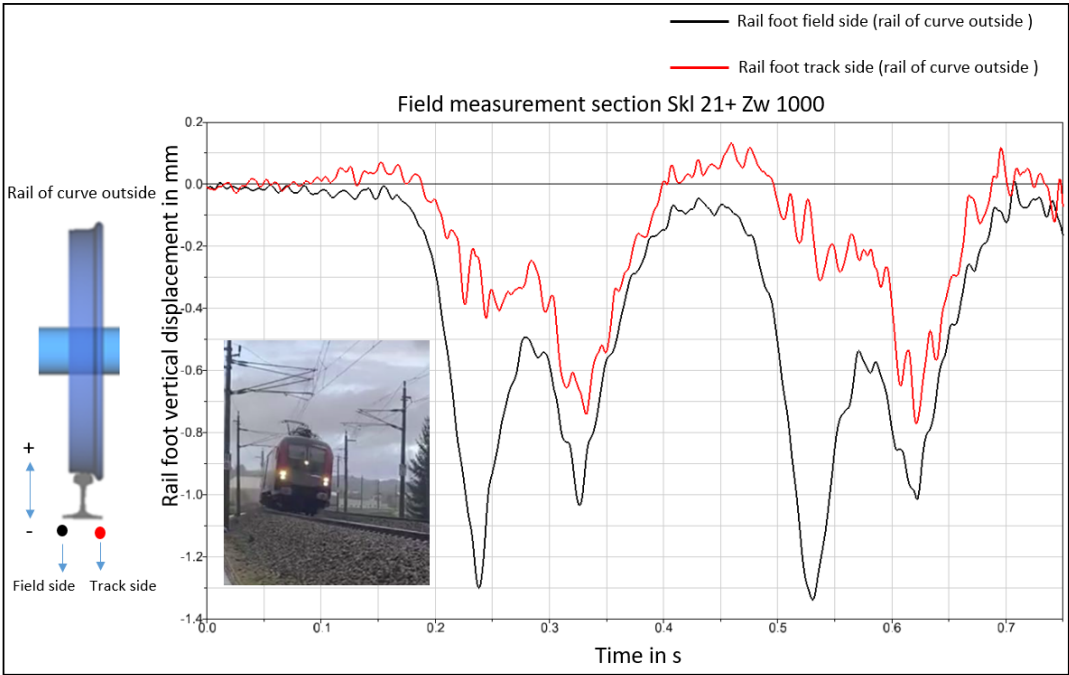 Rail foot field side (rail of curve outside )
Rail foot track side (rail of curve outside )
Field measurement section Skl 21+ Zw 1000
Rail of curve outside
+
-
Field side
Track side
Rail foot vertical displacement in mm
0.2
0.0
-0.2
-0.4
-0.6
-0.8
-1.0
-1.2
-1.4
0.0
0.1
0.2
0.3
0.4
0.5
0.6
0.7
Time in s